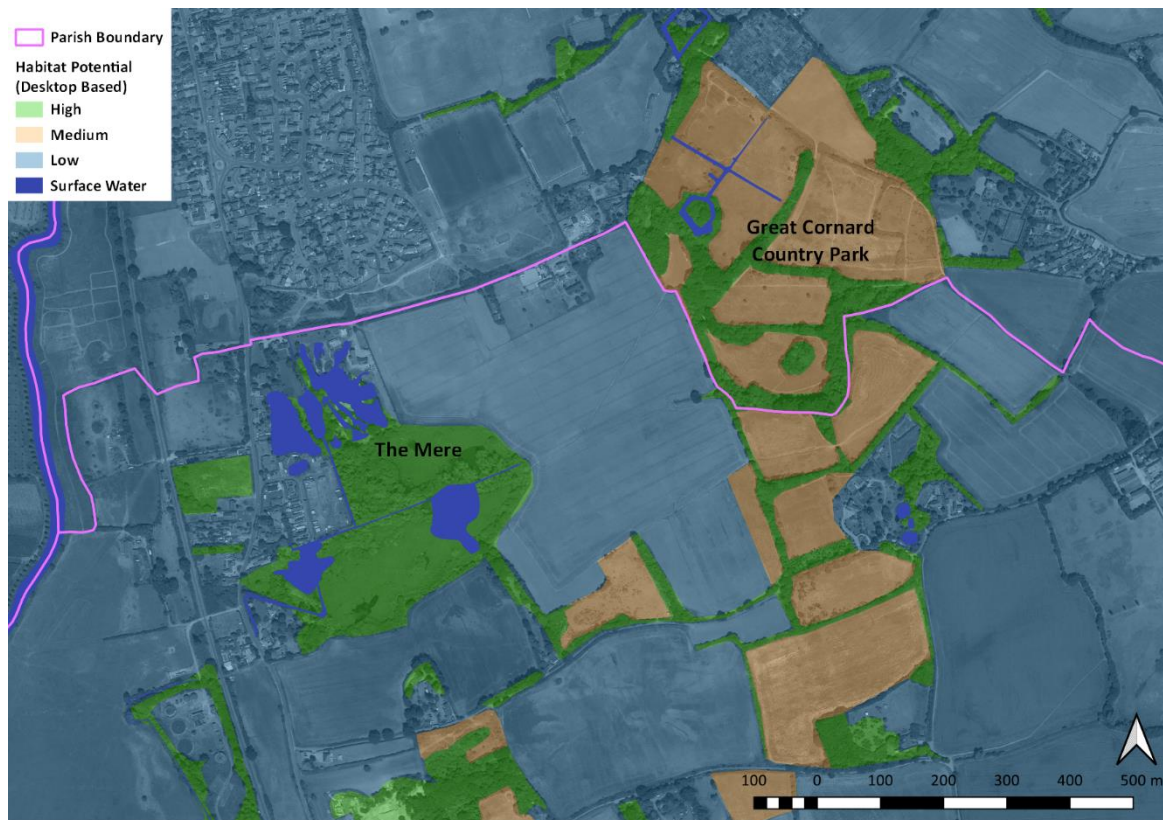 Parish Boundary
Habitat Potential
(Desktop Based)
High
Medium
Low
Surface Water
Great Cornard
Country Park
The Mere
100 0 100 200 300 400 500 m